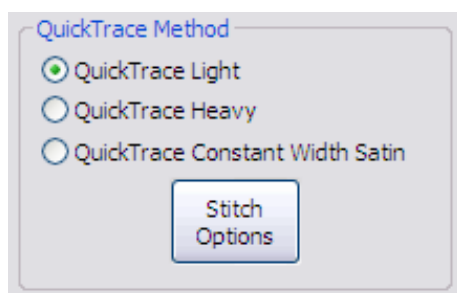 QuickTrace Method
QuickTrace Light
QuickTrace Heavy
QuickTrace Constant Width Satin
Stitch
Options